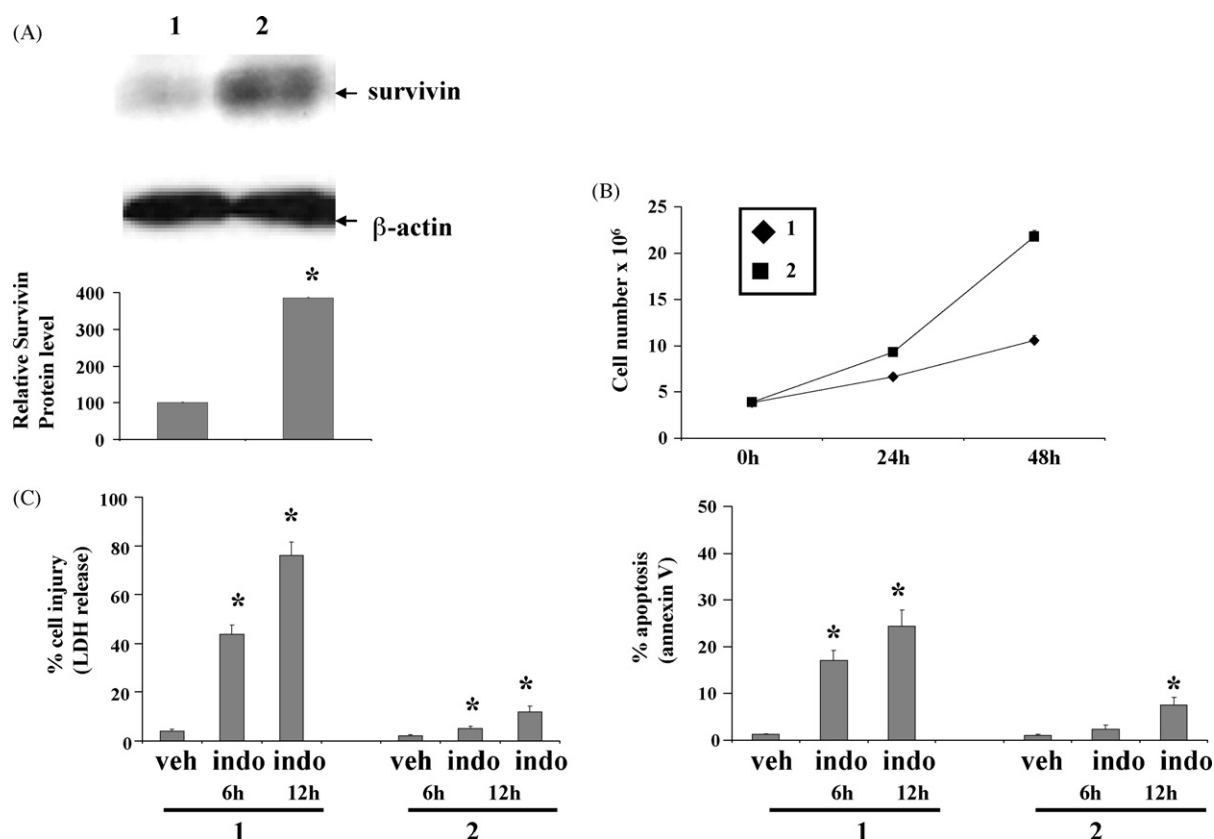 (A)
1 2
survivin
β-actin
*
Relative Survivin
Protein level
400
300
200
100
0
(B)
Cell number x 10⁶
25
20
15
10
5
0
1
2
0h 24h 48h
(C)
% cell injury
(LDH release)
100
80
60
40
20
0
* * * *
veh indo indo veh indo indo
6h 12h 6h 12h
1 2
% apoptosis
(annexin V)
50
40
30
20
10
0
* * *
veh indo indo veh indo indo
6h 12h 6h 12h
1 2